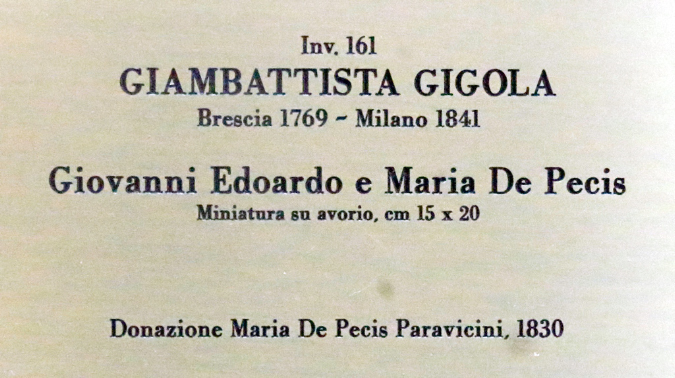 Inv. 161
GIAMBATTISTA GIGOLA
Brescia 1769 ~ Milano 1841
Giovanni Edoardo e Maria De Pecis
Miniatura su avorio, cm 15 x 20
Donazione Maria De Pecis Paravicini, 1830